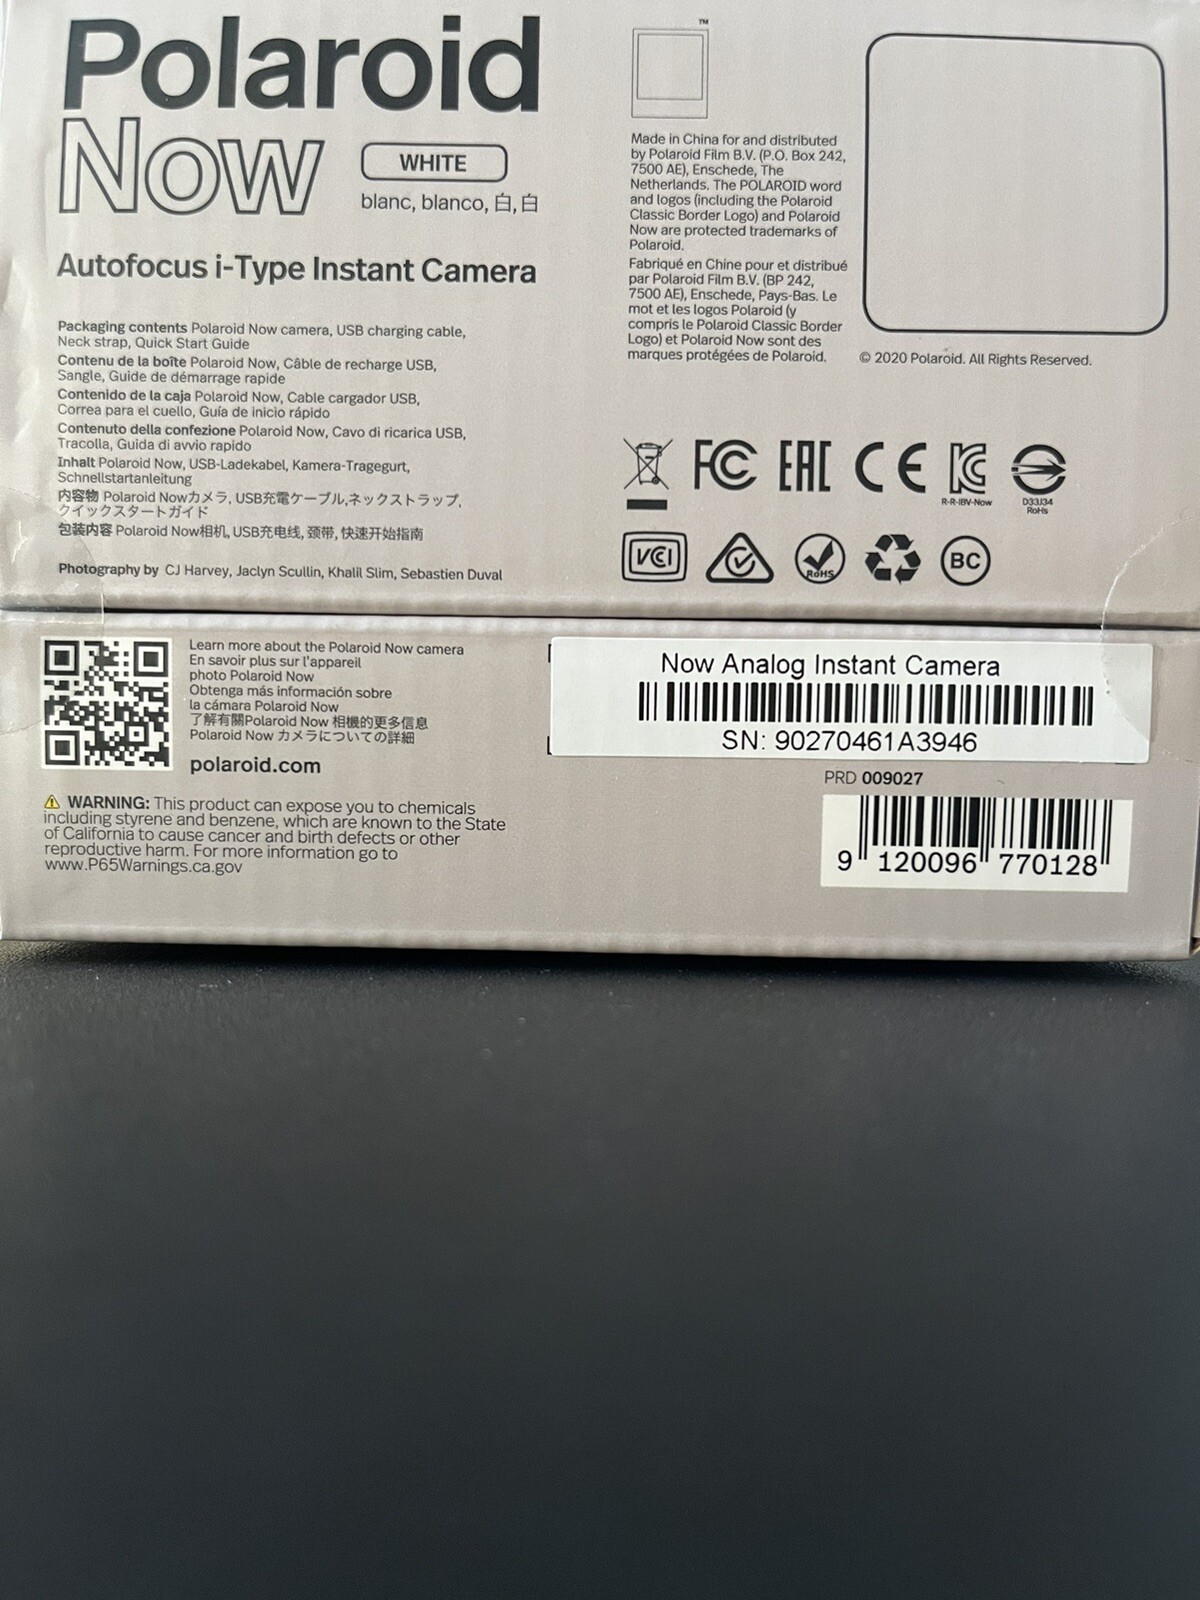 Polaroid
Now
WHITE
blanc, blanco, 白, 白
Autofocus i-Type Instant Camera
Packaging contents Polaroid Now camera, USB charging cable,
Neck strap, Quick Start Guide
Contenu de la boîte Polaroid Now, Câble de recharge USB,
Sangle, Guide de démarrage rapide
Contenido de la caja Polaroid Now, Cable cargador USB,
Correa para el cuello, Guía de inicio rápido
Contenuto della confezione Polaroid Now, Cavo di ricarica USB,
Tracolla, Guida di avvio rapido
Inhalt Polaroid Now, USB-Ladekabel, Kamera-Tragegurt,
Schnellstartanleitung
内容物 Polaroid Nowカメラ, USB充電ケーブル,ネックストラップ,
クイックスタートガイド
包装内容 Polaroid Now相机, USB充电线, 颈带, 快速开始指南
Photography by CJ Harvey, Jaclyn Scullin, Khalil Slim, Sebastien Duval
TM
Made in China for and distributed
by Polaroid Film B.V. (P.O. Box 242,
7500 AE), Enschede, The
Netherlands. The POLAROID word
and logos (including the Polaroid
Classic Border Logo) and Polaroid
Now are protected trademarks of
Polaroid.
Fabriqué en Chine pour et distribué
par Polaroid Film B.V. (BP 242,
7500 AE), Enschede, Pays-Bas. Le
mot et les logos Polaroid (y
compris le Polaroid Classic Border
Logo) et Polaroid Now sont des
marques protégées de Polaroid.
© 2020 Polaroid. All Rights Reserved.
FC EAC CE KC
R-R-IBV-Now
D33J34
RoHs
VCI
RoHS
BC
Learn more about the Polaroid Now camera
En savoir plus sur l'appareil
photo Polaroid Now
Obtenga más información sobre
la cámara Polaroid Now
了解有關Polaroid Now 相機的更多信息
Polaroid Now カメラについての詳細
polaroid.com
⚠ WARNING: This product can expose you to chemicals
including styrene and benzene, which are known to the State
of California to cause cancer and birth defects or other
reproductive harm. For more information go to
www.P65Warnings.ca.gov
Now Analog Instant Camera
SN: 90270461A3946
PRD 009027
9 120096 770128